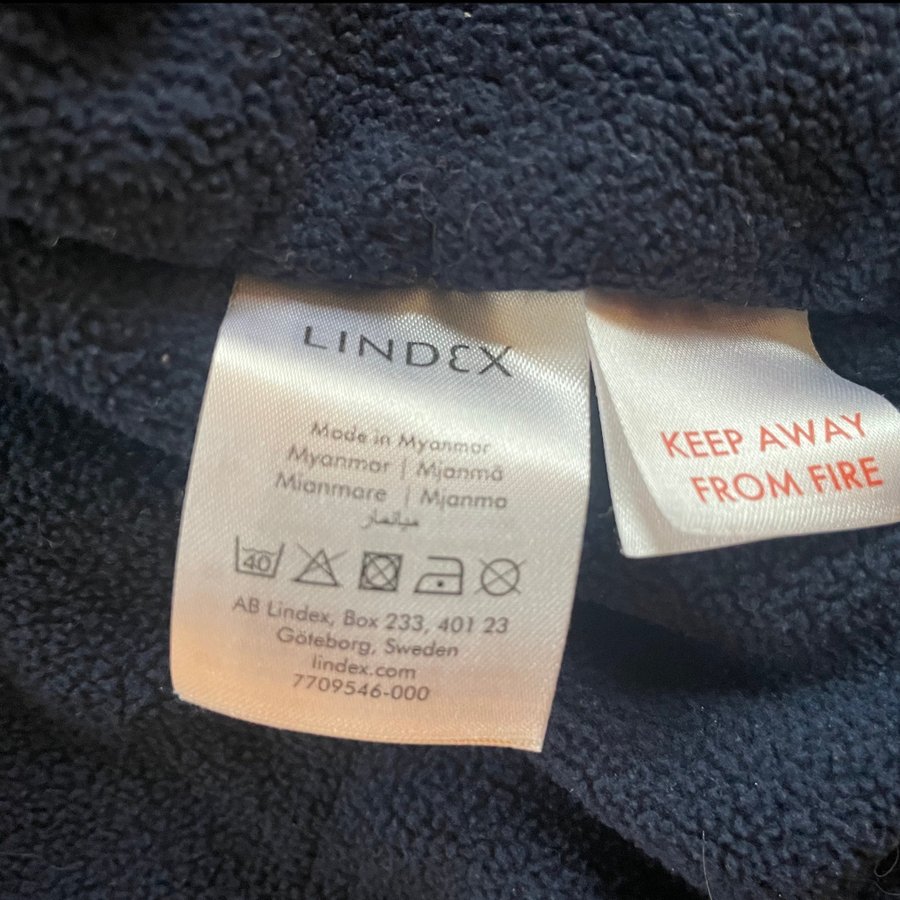 LINDEX
Made in Myanmar
Myanmar | Mjanmā
Mianmare | Mjanma
ميانمار
40
AB Lindex, Box 233, 401 23
Göteborg, Sweden
lindex.com
7709546-000
KEEP AWAY
FROM FIRE